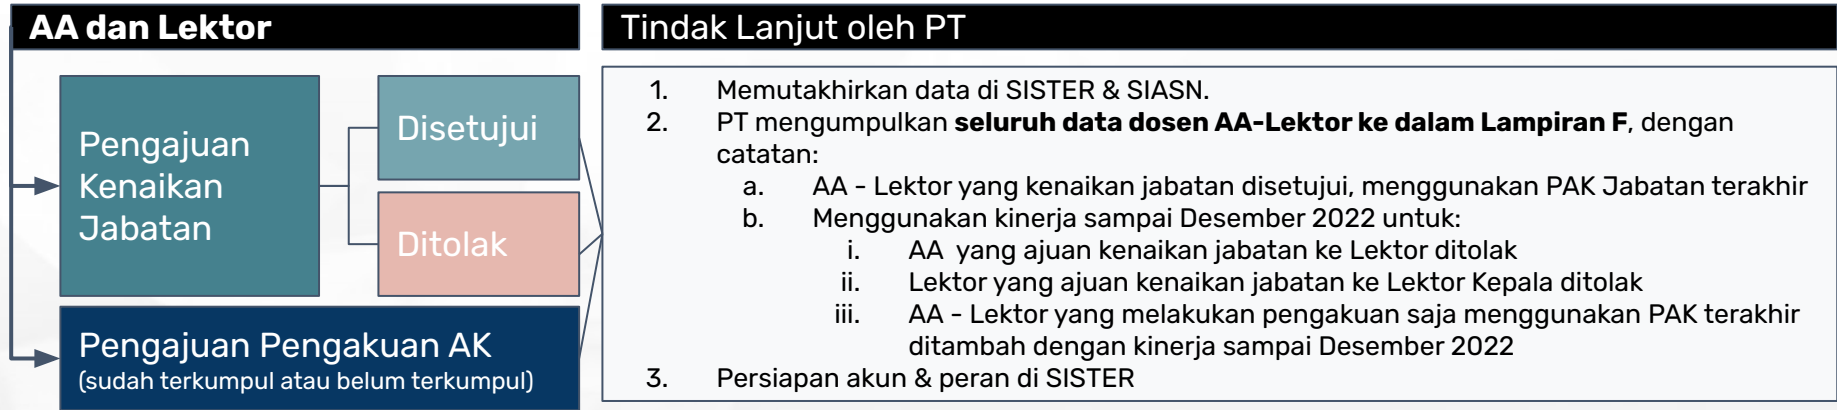 AA dan Lektor
Pengajuan
Kenaikan
Jabatan
Disetujui
Ditolak
Pengajuan Pengakuan AK
(sudah terkumpul atau belum terkumpul)
Tindak Lanjut oleh PT
1. Memutakhirkan data di SISTER & SIASN.
2. PT mengumpulkan seluruh data dosen AA-Lektor ke dalam Lampiran F, dengan
catatan:
a. AA - Lektor yang kenaikan jabatan disetujui, menggunakan PAK Jabatan terakhir
b. Menggunakan kinerja sampai Desember 2022 untuk:
i. AA yang ajuan kenaikan jabatan ke Lektor ditolak
ii. Lektor yang ajuan kenaikan jabatan ke Lektor Kepala ditolak
iii. AA - Lektor yang melakukan pengakuan saja menggunakan PAK terakhir
ditambah dengan kinerja sampai Desember 2022
3. Persiapan akun & peran di SISTER